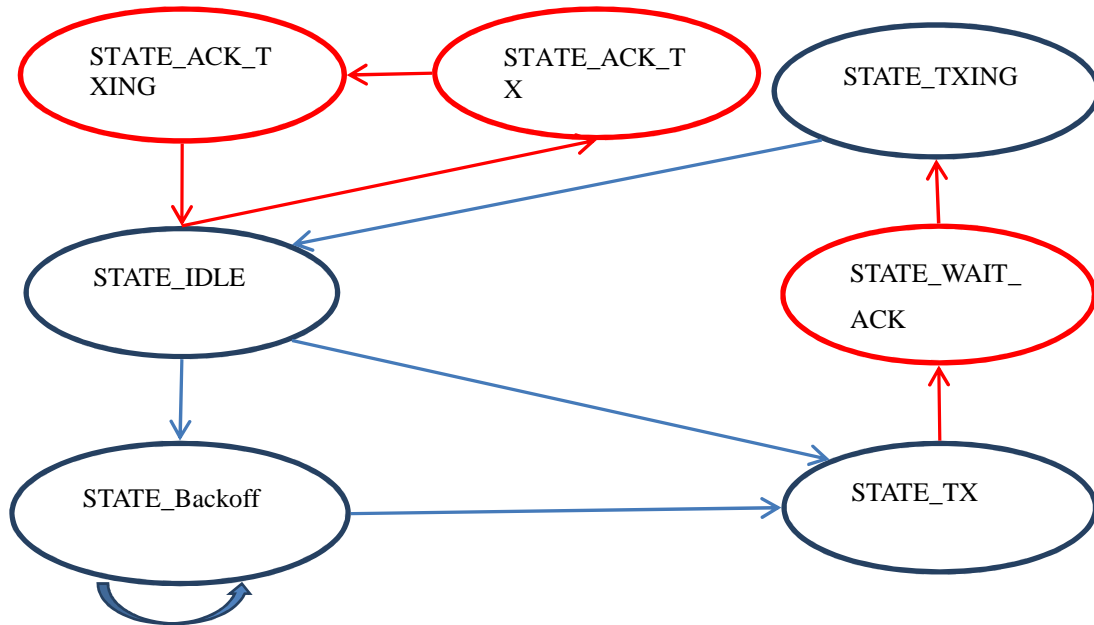 STATE_ACK_T
XING
STATE_ACK_T
X
STATE_TXING
STATE_IDLE
STATE_WAIT_
ACK
STATE_Backoff
STATE_TX